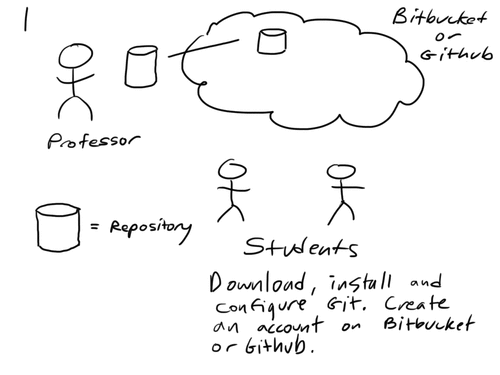 1
Bitbucket
or
Github
Professor
= Repository
Students
Download, install and
configure Git. Create
an account on Bitbucket
or Github.